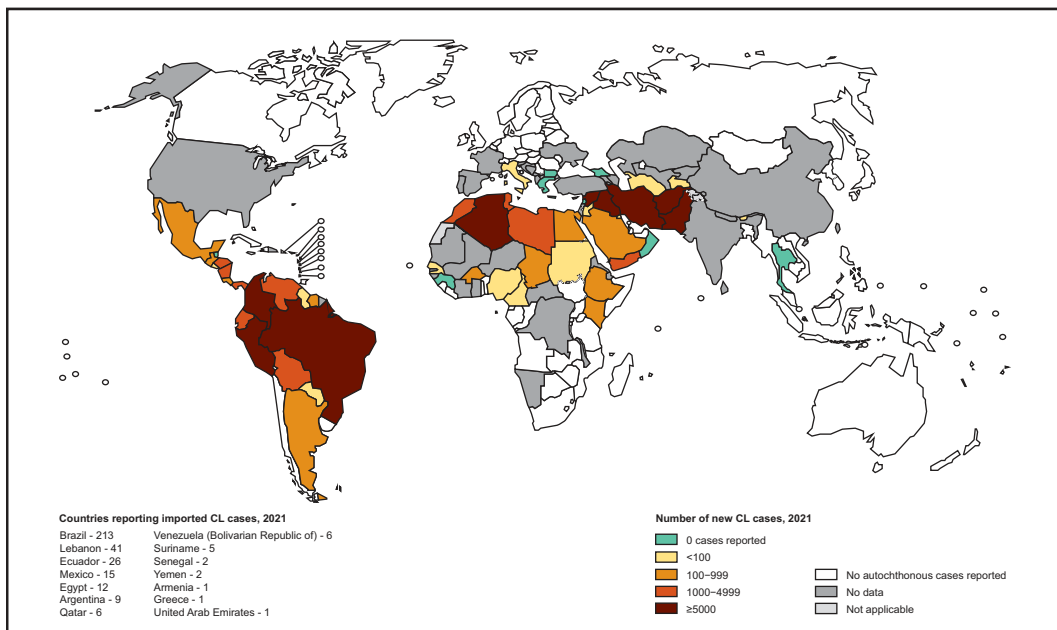 Countries reporting imported CL cases, 2021
Brazil - 213 Venezuela (Bolivarian Republic of) - 6
Lebanon - 41 Suriname - 5
Ecuador - 26 Senegal - 2
Mexico - 15 Yemen - 2
Egypt - 12 Armenia - 1
Argentina - 9 Greece - 1
Qatar - 6 United Arab Emirates - 1
Number of new CL cases, 2021
0 cases reported
<100
100–999
1000–4999
≥5000
No autochthonous cases reported
No data
Not applicable